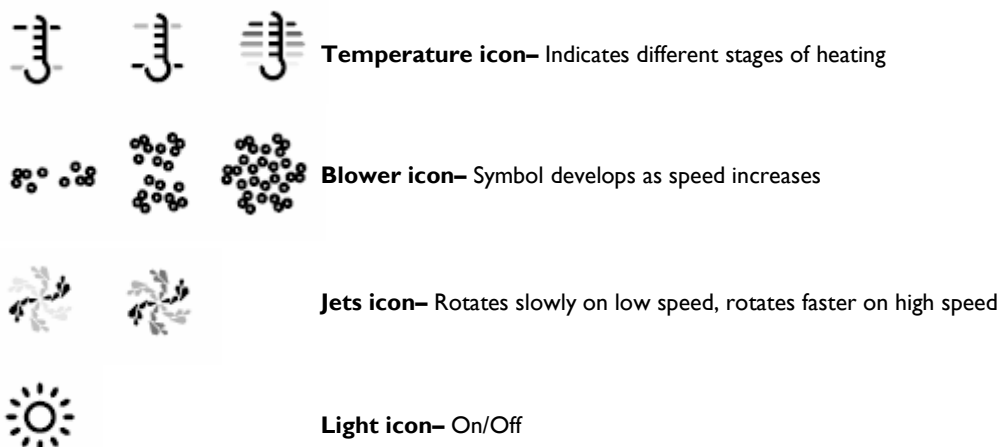 Temperature icon– Indicates different stages of heating
Blower icon– Symbol develops as speed increases
Jets icon– Rotates slowly on low speed, rotates faster on high speed
Light icon– On/Off